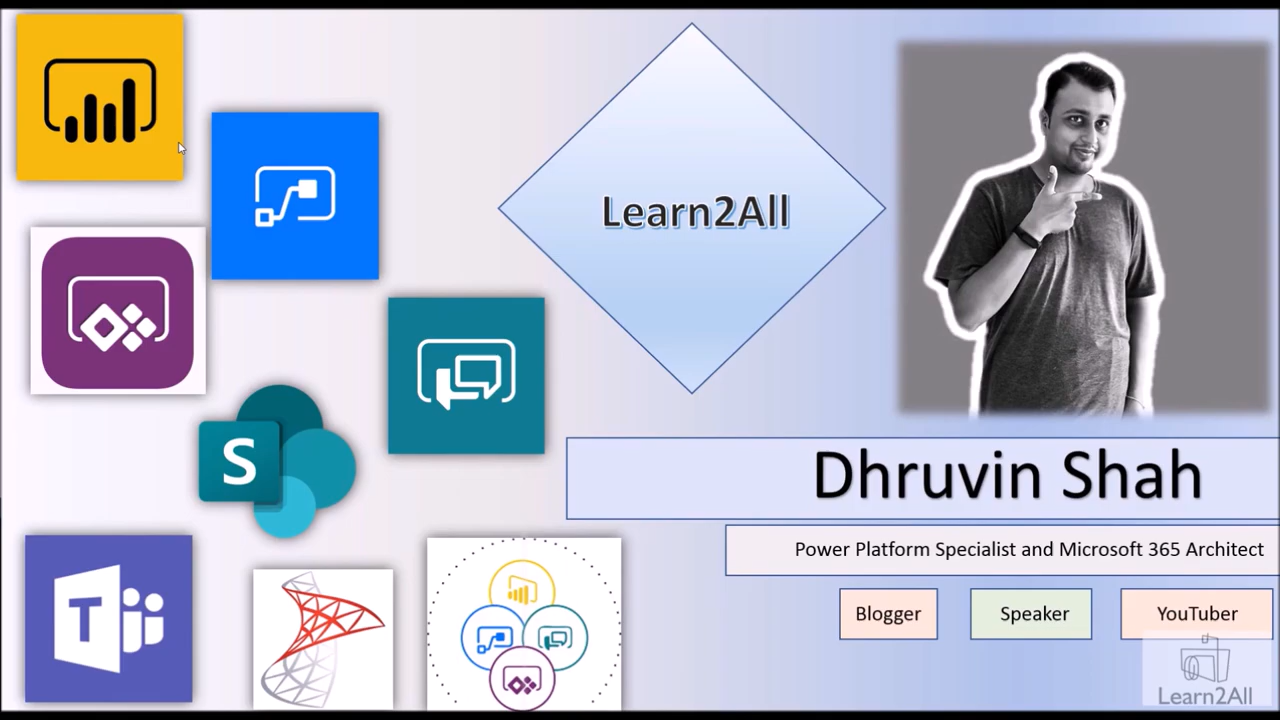 Learn2All
S
T
Dhruvin Shah
Power Platform Specialist and Microsoft 365 Architect
Blogger
Speaker
YouTuber
Learn2All